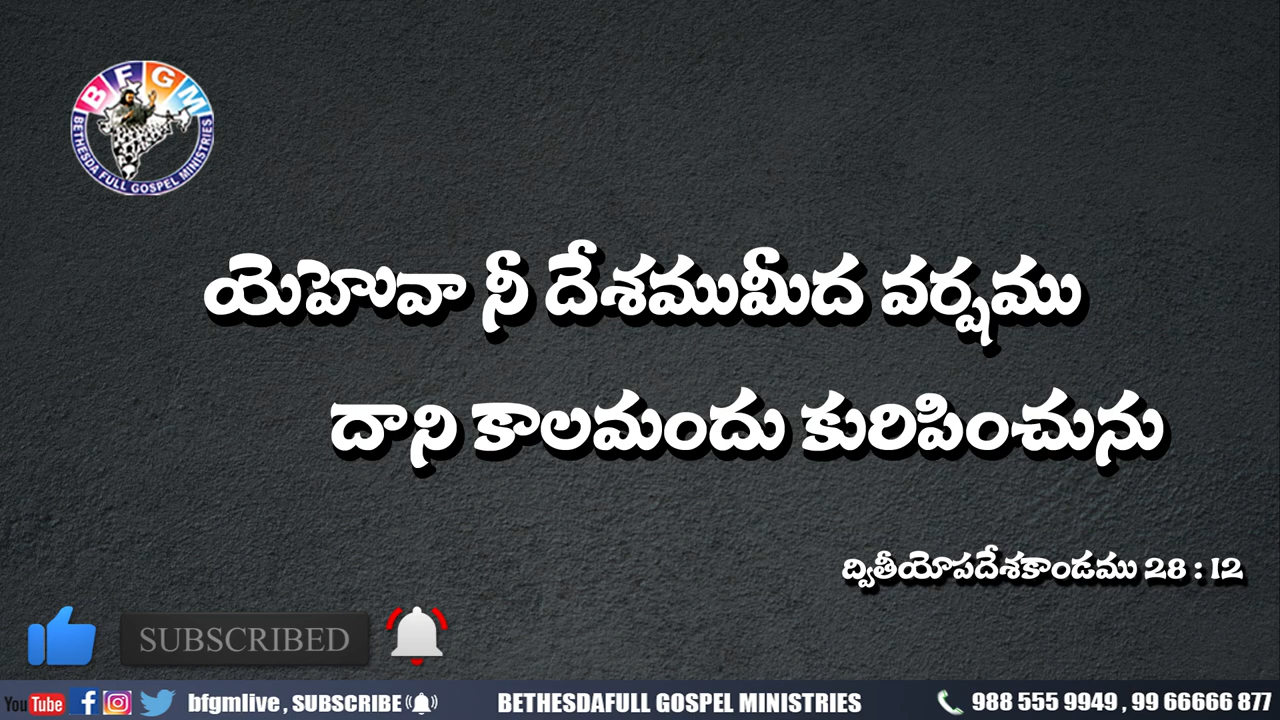 BFGM
BETHESDA FULL GOSPEL MINISTRIES
యెహెువా నీ దేశముమీద వర్షము
దాని కాలమందు కురిపించును
ద్వితీయోపదేశకాండము 28 : 12
SUBSCRIBED
YouTube bfgmlive , SUBSCRIBE BETHESDAFULL GOSPEL MINISTRIES 988 555 9949 , 99 66666 877